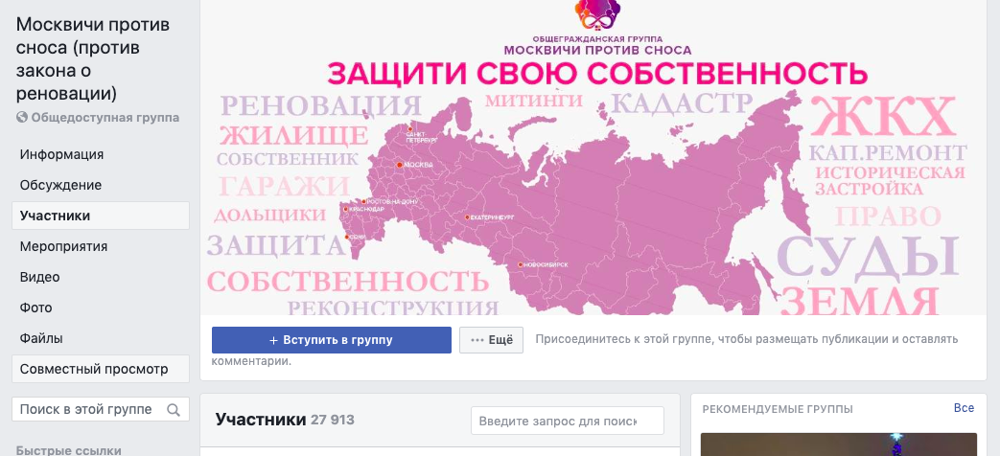 Москвичи против
сноса (против
закона о
реновации)
Общедоступная группа
Информация
Обсуждение
Участники
Мероприятия
Видео
Фото
Файлы
Совместный просмотр
Поиск в этой группе
Быстрые ссылки
ОБЩЕГРАЖДАНСКАЯ ГРУППА
МОСКВИЧИ ПРОТИВ СНОСА
ЗАЩИТИ СВОЮ СОБСТВЕННОСТЬ
РЕНОВАЦИЯ
МИТИНГИ
КАДАСТР
ЖКХ
ЖИЛИЩЕ
СОБСТВЕННИК
ГАРАЖИ
ДОЛЬЩИКИ
ЗАЩИТА
СОБСТВЕННОСТЬ
РЕКОНСТРУКЦИЯ
САНКТ-
ПЕТЕРБУРГ
МОСКВА
РОСТОВ-НА-ДОНУ
КРАСНОДАР
СОЧИ
ЕКАТЕРИНБУРГ
НОВОСИБИРСК
КАП.РЕМОНТ
ИСТОРИЧЕСКАЯ
ЗАСТРОЙКА
ПРАВО
СУДЫ
ЗЕМЛЯ
+ Вступить в группу
··· Ещё
Присоединитесь к этой группе, чтобы размещать публикации и оставлять
комментарии.
Участники 27 913
Введите запрос для поиск
РЕКОМЕНДУЕМЫЕ ГРУППЫ
Все